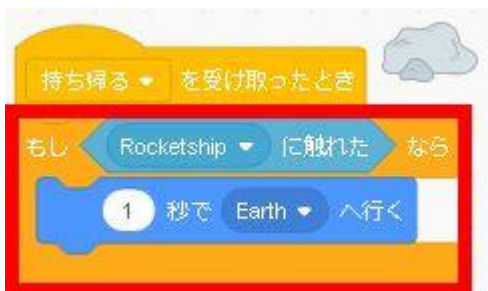 持ち帰る を受け取ったとき
もし Rocketship に触れた なら
1 秒で Earth へ行く